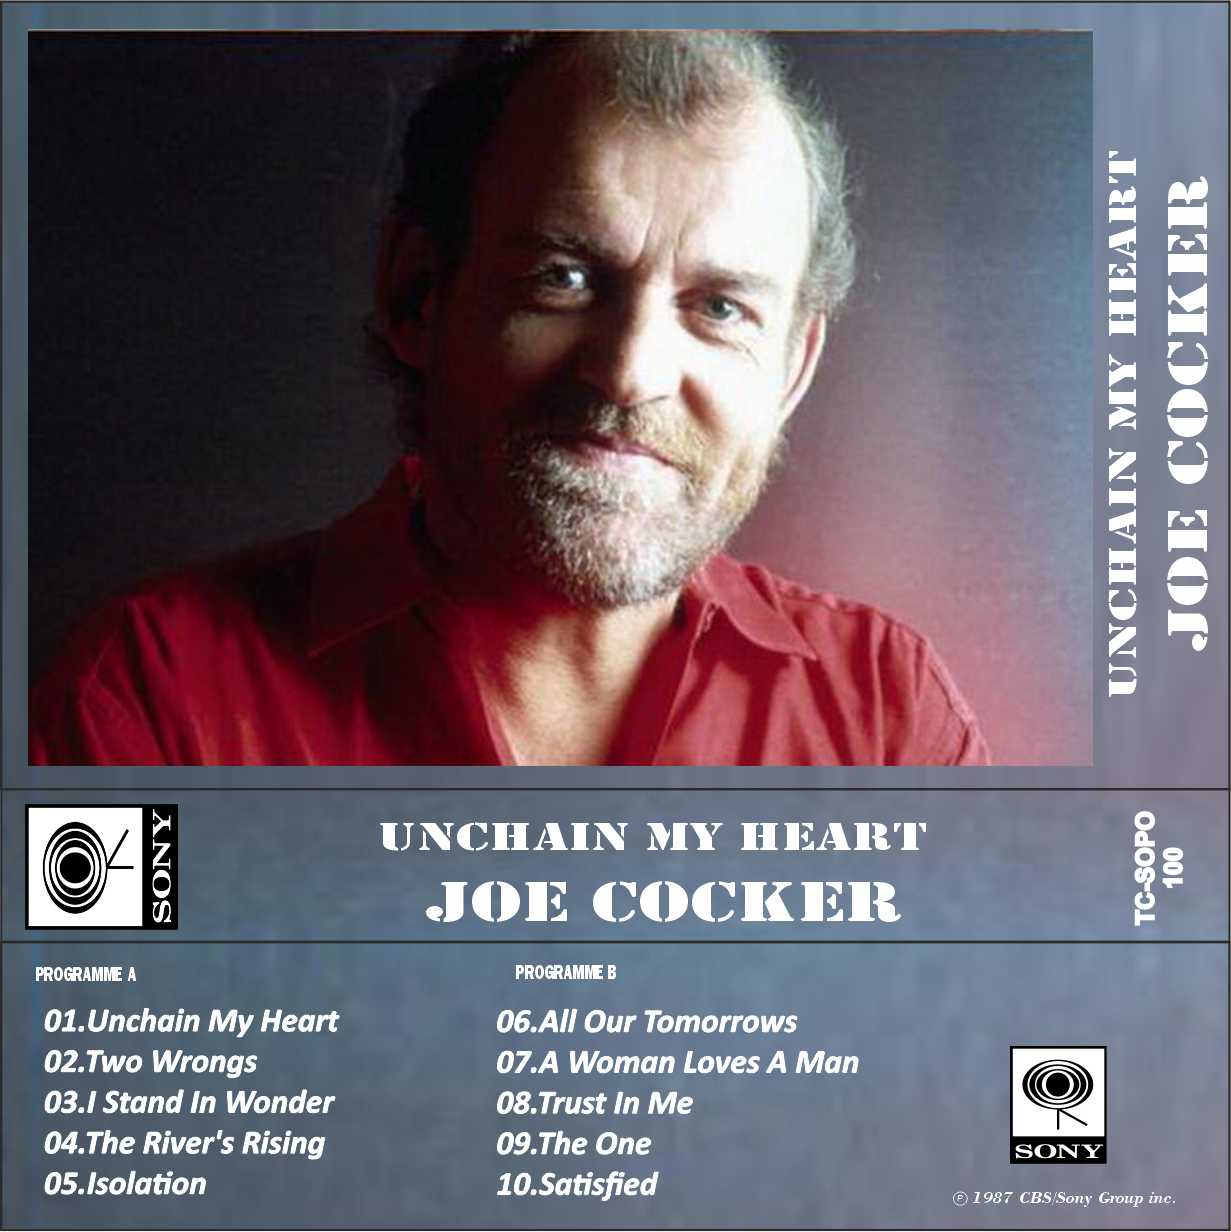 UNCHAIN MY HEART
JOE COCKER
SONY
UNCHAIN MY HEART
JOE COCKER
TC-SOPO
100
PROGRAMME A
01.Unchain My Heart
02.Two Wrongs
03.I Stand In Wonder
04.The River's Rising
05.Isolation
PROGRAMME B
06.All Our Tomorrows
07.A Woman Loves A Man
08.Trust In Me
09.The One
10.Satisfied
SONY
Ⓟ 1987 CBS/Sony Group inc.